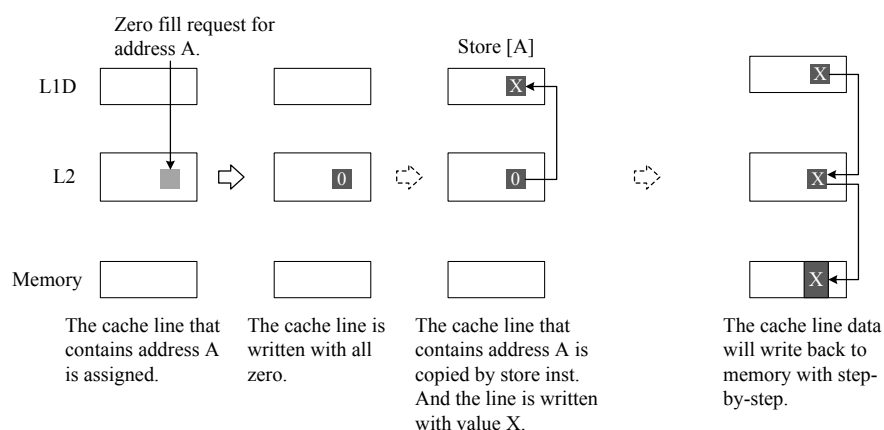 Zero fill request for
address A.
Store [A]
L1D
X
X
L2
0
0
X
Memory
X
The cache line that
contains address A
is assigned.
The cache line is
written with all
zero.
The cache line that
contains address A is
copied by store inst.
And the line is written
with value X.
The cache line data
will write back to
memory with step-
by-step.